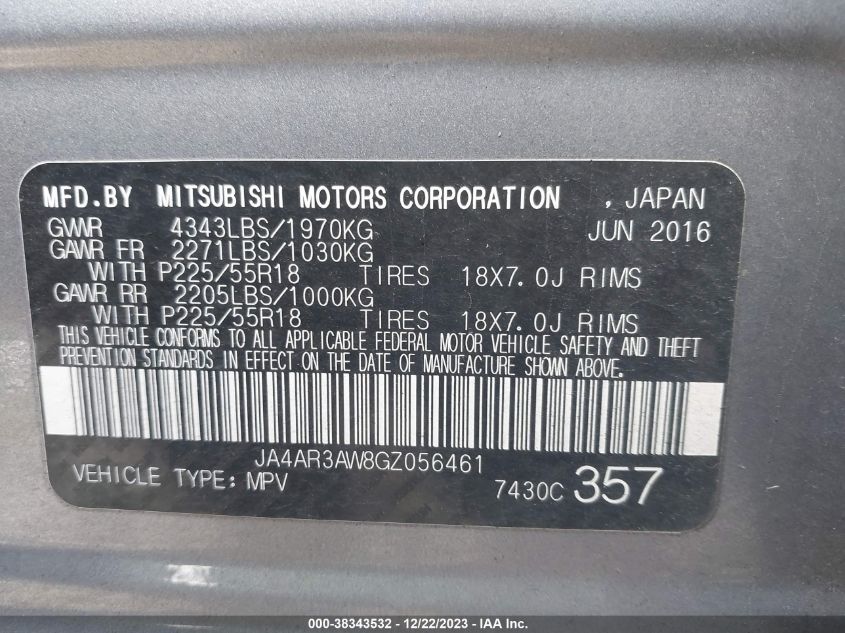 MFD.BY MITSUBISHI MOTORS CORPORATION , JAPAN
GVWR 4343LBS/1970KG JUN 2016
GAWR FR 2271LBS/1030KG
WITH P225/55R18 TIRES 18X7.0J RIMS
GAWR RR 2205LBS/1000KG
WITH P225/55R18 TIRES 18X7.0J RIMS
THIS VEHICLE CONFORMS TO ALL APPLICABLE FEDERAL MOTOR VEHICLE SAFETY AND THEFT
PREVENTION STANDARDS IN EFFECT ON THE DATE OF MANUFACTURE SHOWN ABOVE.
JA4AR3AW8GZ056461
VEHICLE TYPE: MPV 7430C 357
000-38343532 - 12/22/2023 - IAA Inc.